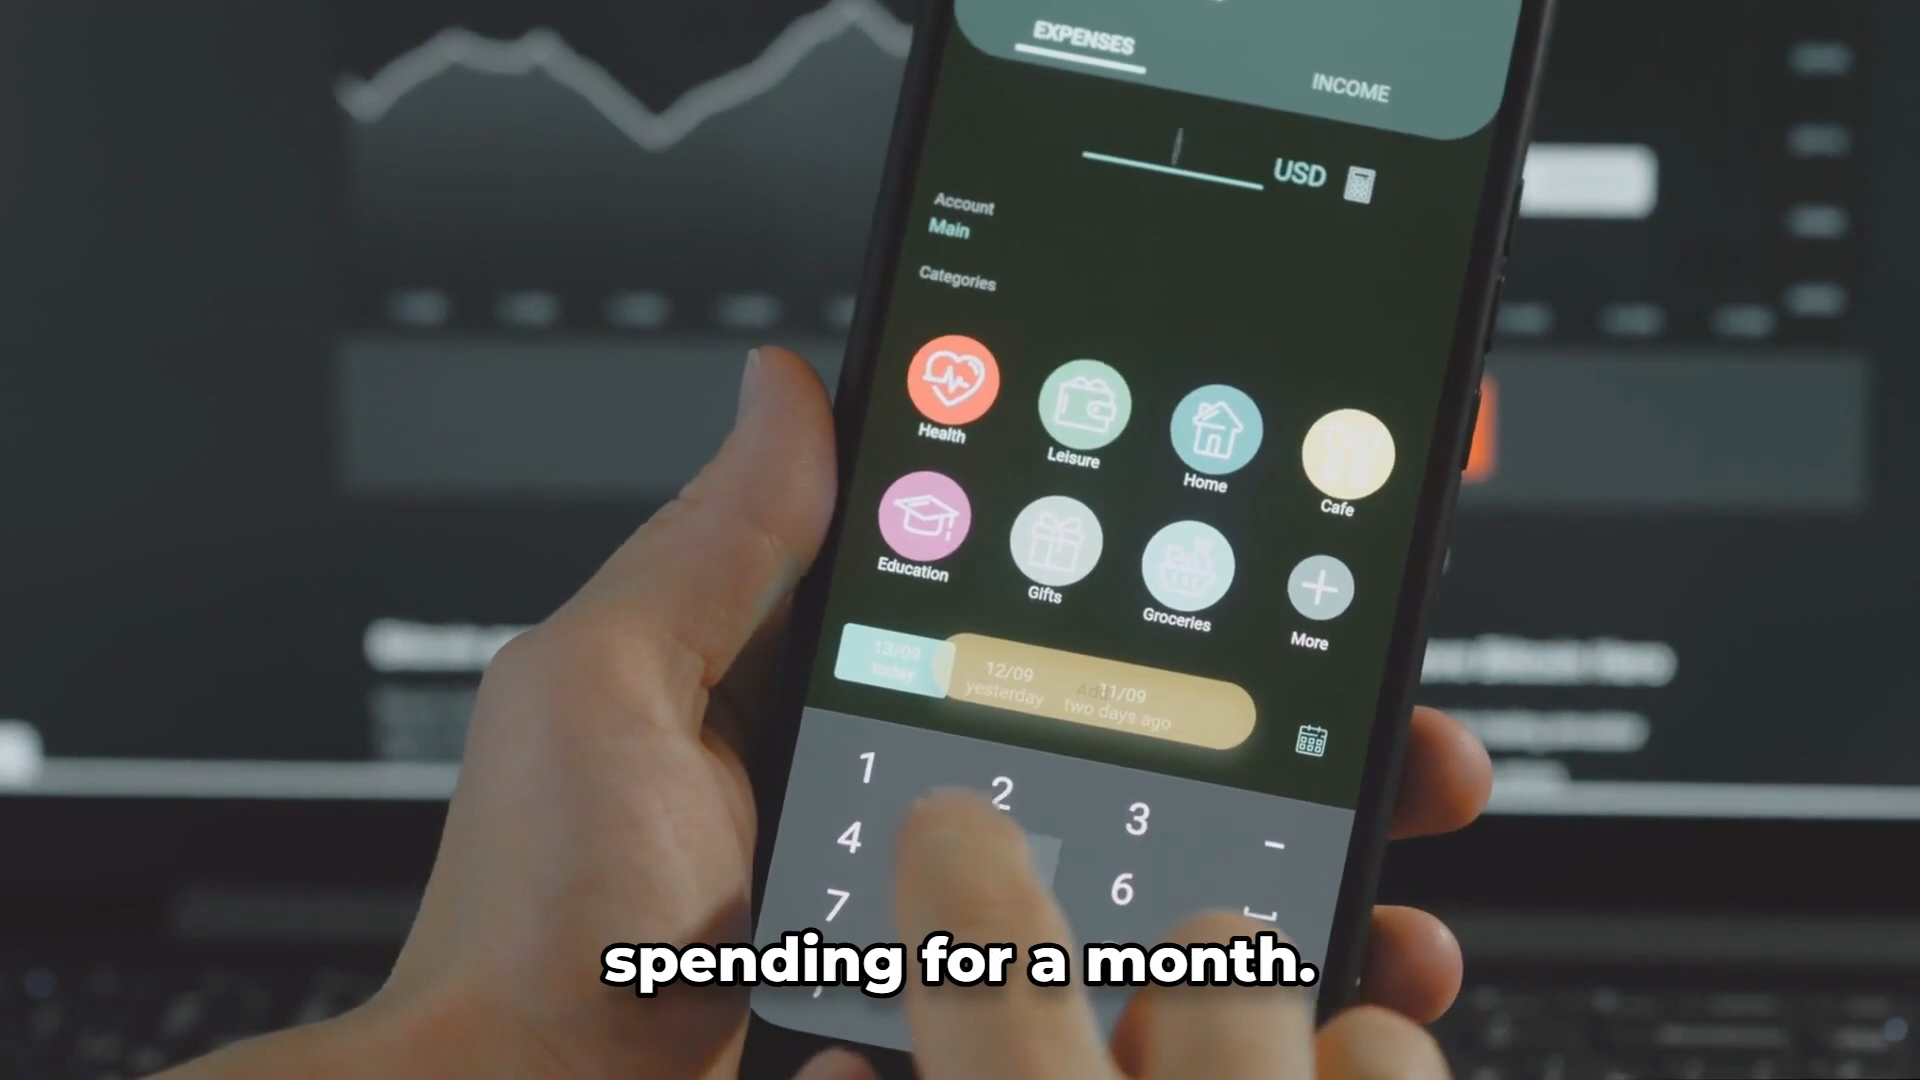 EXPENSES
INCOME
USD
Account
Main
Categories
Health
Leisure
Home
Cafe
Education
Gifts
Groceries
More
13/09
today
12/09
yesterday
Add
11/09
two days ago
1
2
3
-
4
6
7
spending for a month.